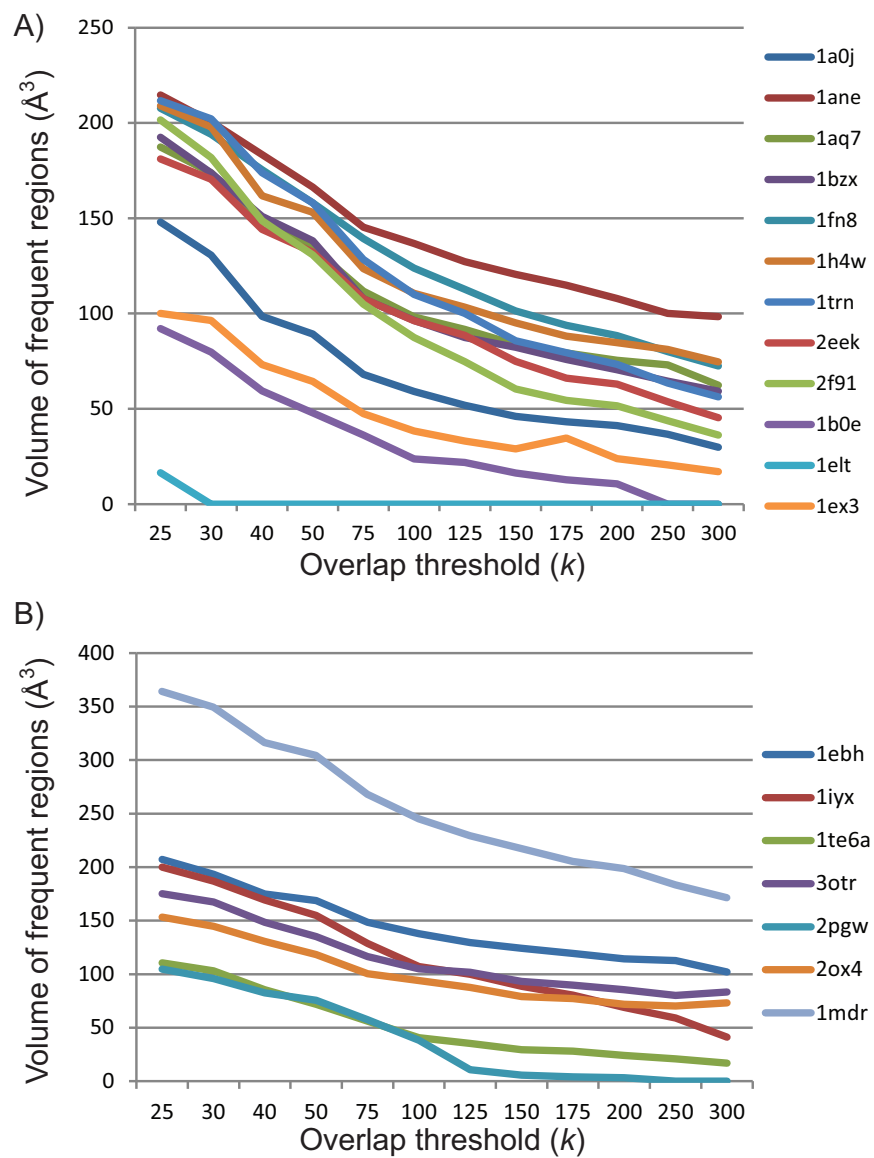 A)
Volume of frequent regions (Å³)
250
200
150
100
50
0
25 30 40 50 75 100 125 150 175 200 250 300
Overlap threshold (k)
1a0j
1ane
1aq7
1bzx
1fn8
1h4w
1trn
2eek
2f91
1b0e
1elt
1ex3
B)
Volume of frequent regions (Å³)
400
350
300
250
200
150
100
50
0
25 30 40 50 75 100 125 150 175 200 250 300
Overlap threshold (k)
1ebh
1iyx
1te6a
3otr
2pgw
2ox4
1mdr